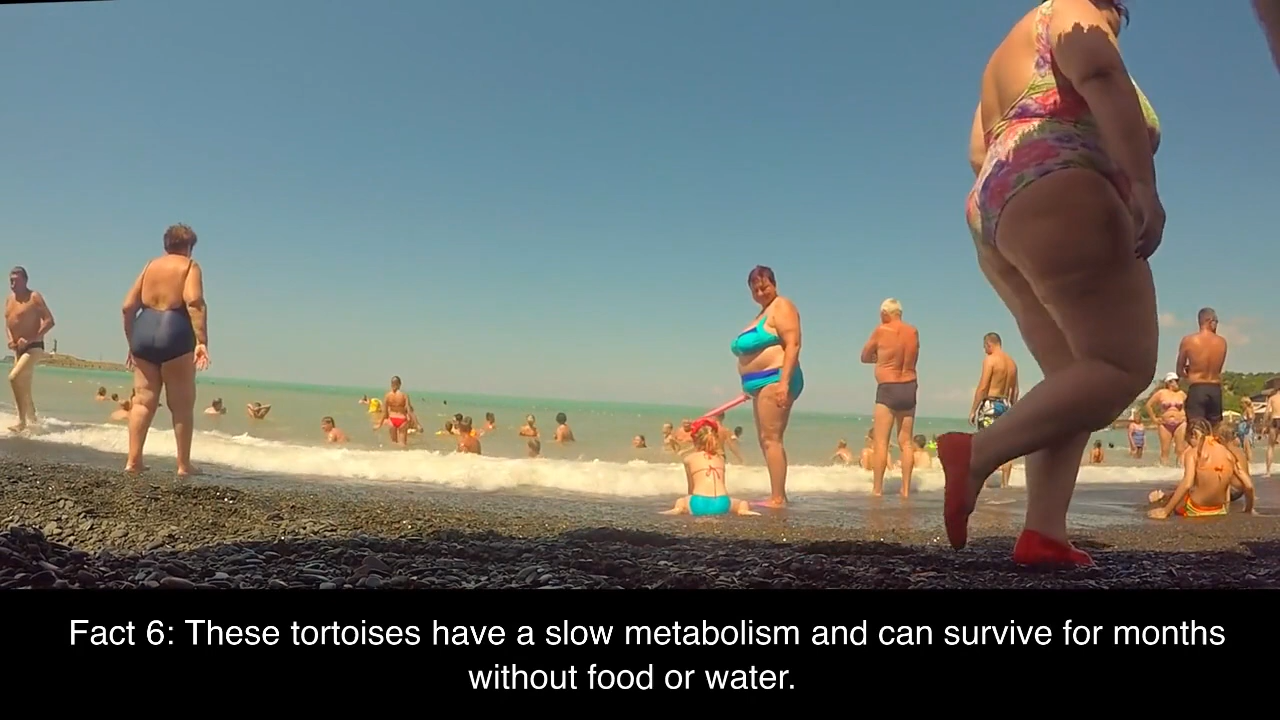 Fact 6: These tortoises have a slow metabolism and can survive for months
without food or water.